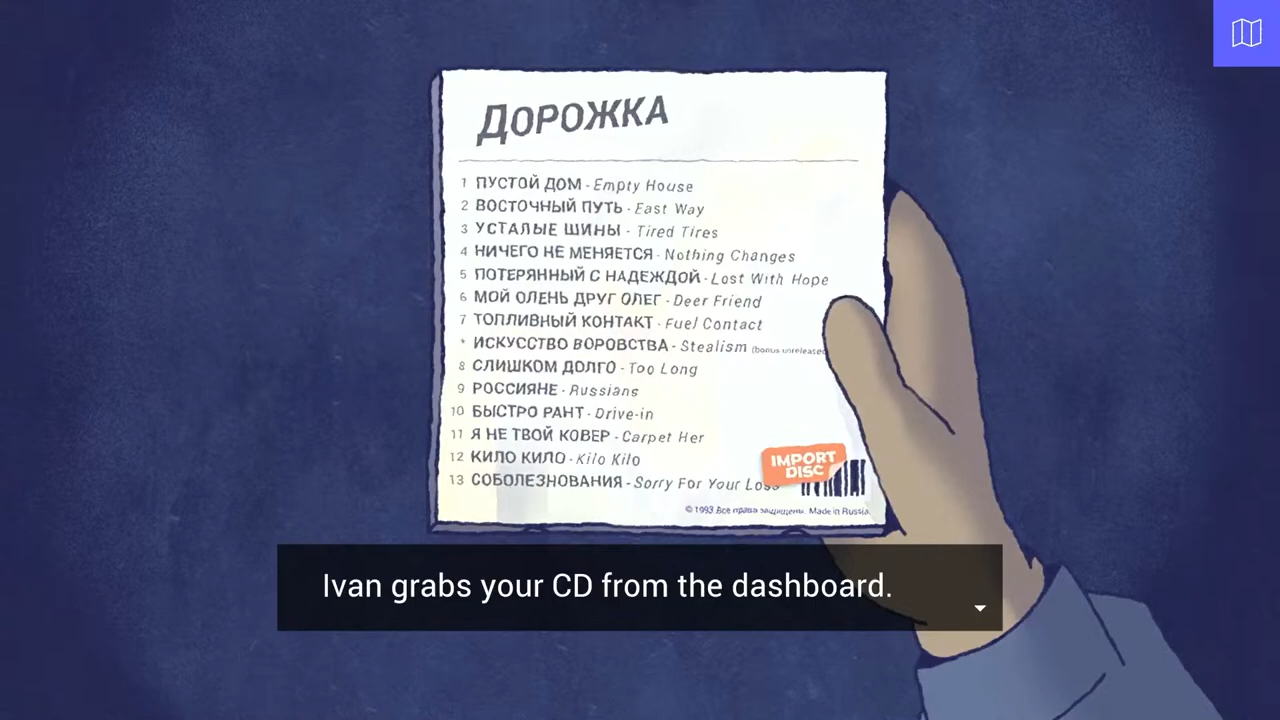 ДОРОЖКА
1 ПУСТОЙ ДОМ - Empty House
2 ВОСТОЧНЫЙ ПУТЬ - East Way
3 УСТАЛЫЕ ШИНЫ - Tired Tires
4 НИЧЕГО НЕ МЕНЯЕТСЯ - Nothing Changes
5 ПОТЕРЯННЫЙ С НАДЕЖДОЙ - Lost With Hope
6 МОЙ ОЛЕНЬ ДРУГ ОЛЕГ - Deer Friend
7 ТОПЛИВНЫЙ КОНТАКТ - Fuel Contact
* ИСКУССТВО ВОРОВСТВА - Stealism (bonus unreleased
8 СЛИШКОМ ДОЛГО - Too Long
9 РОССИЯНЕ - Russians
10 БЫСТРО РАНТ - Drive-in
11 Я НЕ ТВОЙ КОВЕР - Carpet Her
12 КИЛО КИЛО - Kilo Kilo
13 СОБОЛЕЗНОВАНИЯ - Sorry For Your Loss
IMPORT
DISC
© 1993 Все права защищены. Made in Russia
Ivan grabs your CD from the dashboard.